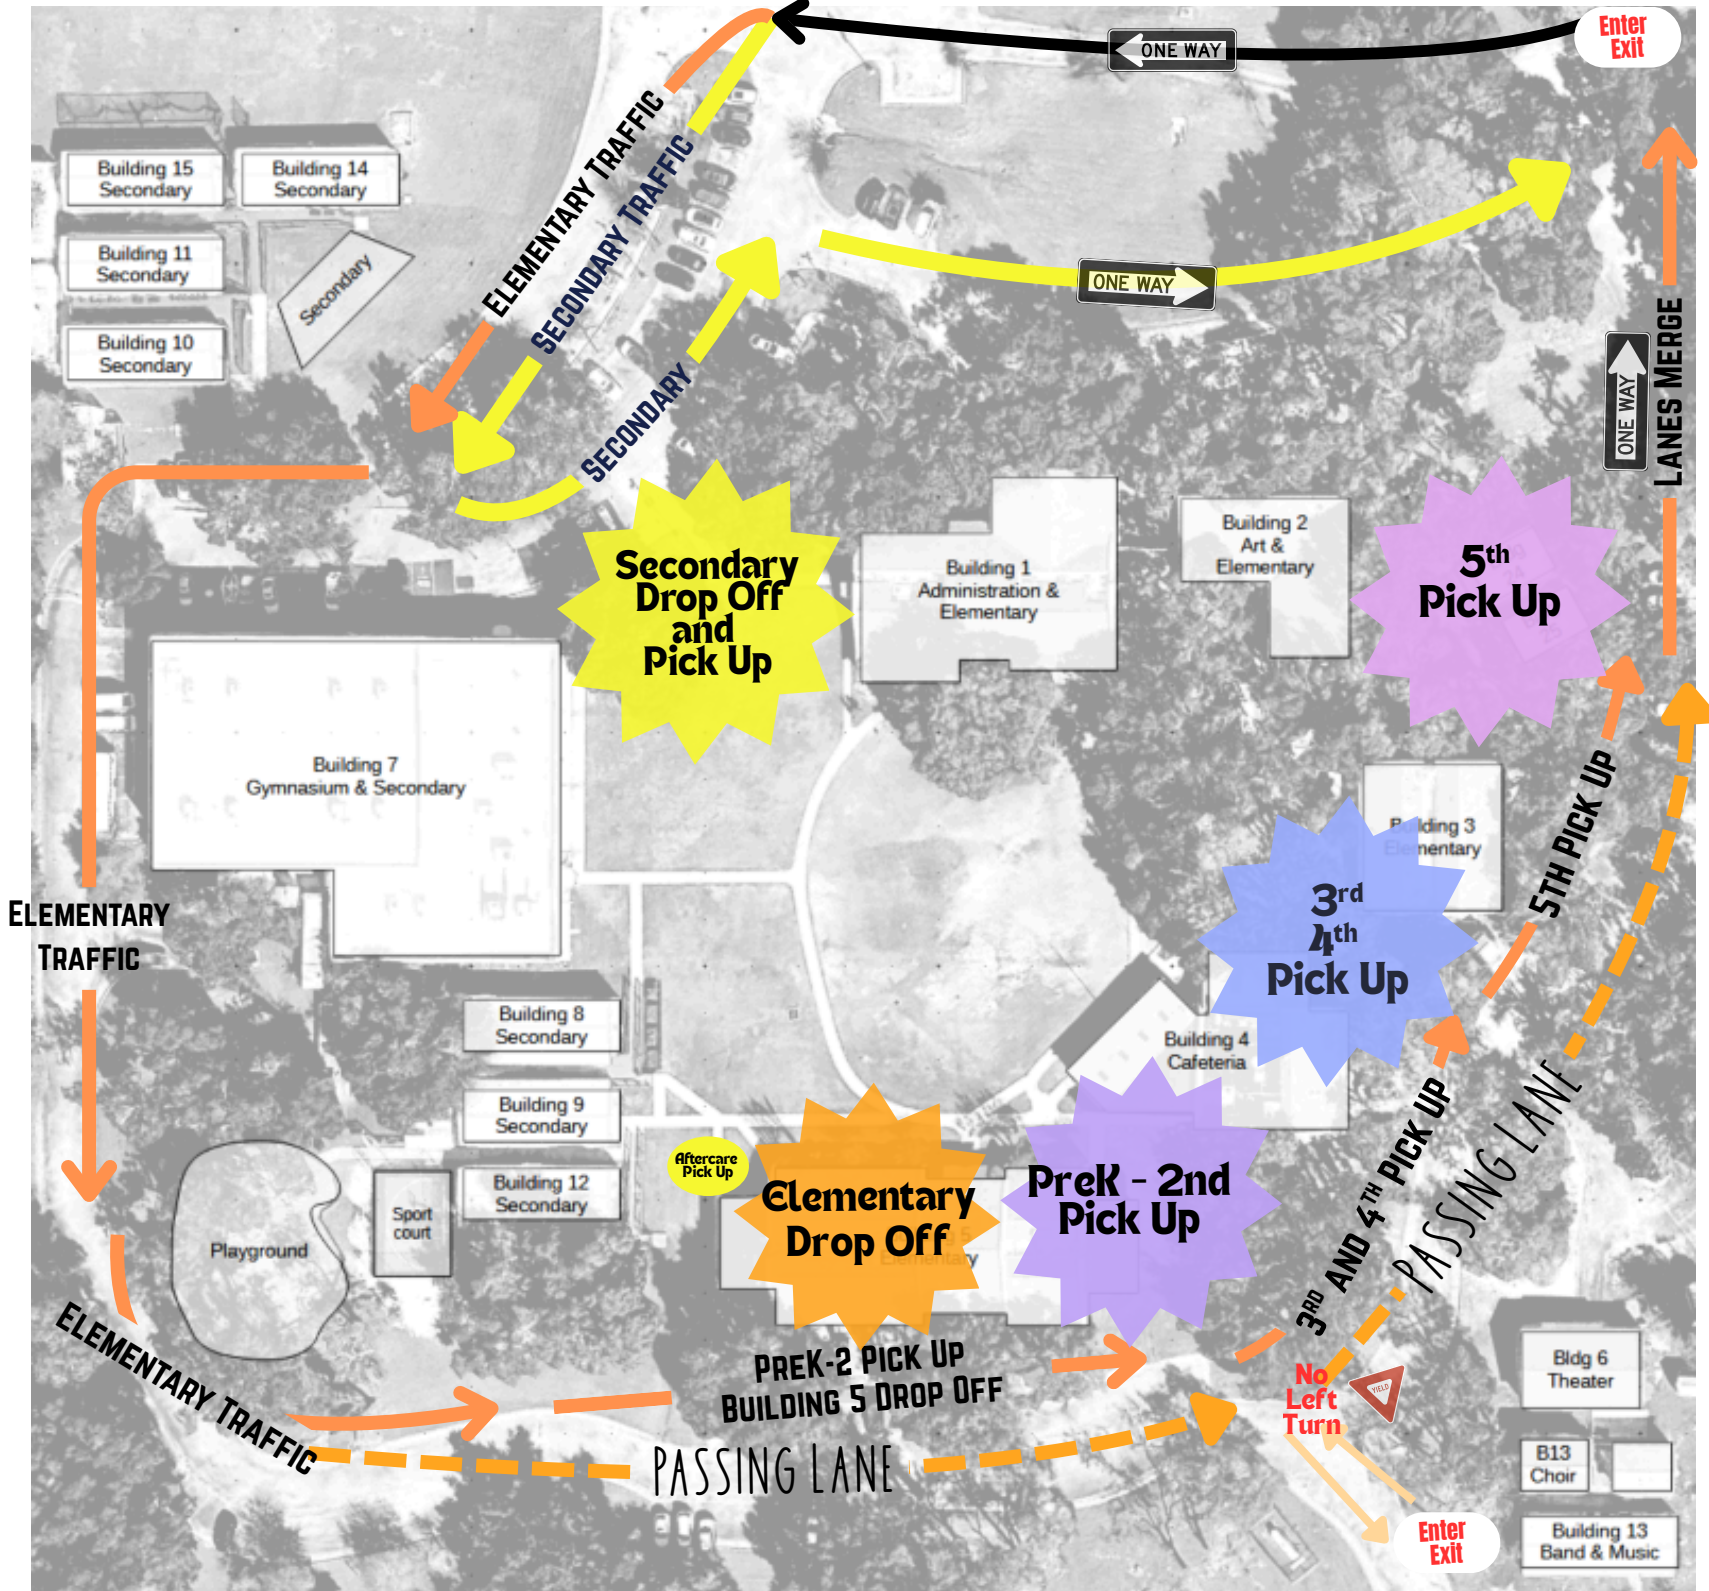 Enter
Exit
ONE WAY
Elementary Traffic
Secondary Traffic
Building 15
Secondary
Building 14
Secondary
Building 11
Secondary
Secondary
Building 10
Secondary
ONE WAY
Secondary
ONE WAY
Lanes Merge
Secondary
Drop Off
and
Pick Up
Building 1
Administration &
Elementary
Building 2
Art &
Elementary
5th
Pick Up
Building 7
Gymnasium & Secondary
5th Pick Up
Building 3
Elementary
3rd
4th
Pick Up
Elementary
Traffic
Building 8
Secondary
Building 4
Cafeteria
Building 9
Secondary
3rd and 4th Pick Up
Passing Lane
Aftercare
Pick Up
Building 12
Secondary
Elementary
Drop Off
5
Elementary
PreK - 2nd
Pick Up
Sport
court
Playground
Elementary Traffic
PreK-2 Pick Up
Building 5 Drop Off
Passing Lane
No
Left
Turn
YIELD
Bldg 6
Theater
B13
Choir
Enter
Exit
Building 13
Band & Music